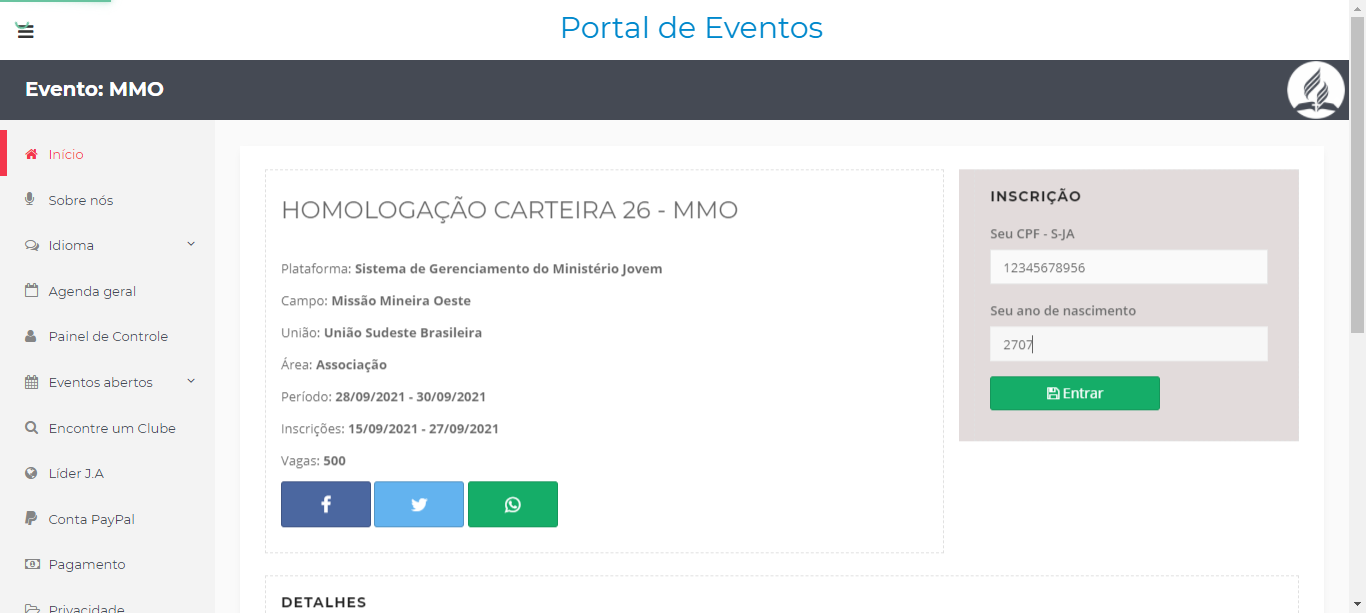 Portal de Eventos
Evento: MMO
Início
Sobre nós
Idioma
Agenda geral
Painel de Controle
Eventos abertos
Encontre um Clube
Líder J.A
Conta PayPal
Pagamento
Privacidade
HOMOLOGAÇÃO CARTEIRA 26 - MMO
Plataforma: Sistema de Gerenciamento do Ministério Jovem
Campo: Missão Mineira Oeste
União: União Sudeste Brasileira
Área: Associação
Período: 28/09/2021 - 30/09/2021
Inscrições: 15/09/2021 - 27/09/2021
Vagas: 500
DETALHES
INSCRIÇÃO
Seu CPF - S-JA
12345678956
Seu ano de nascimento
2707
Entrar